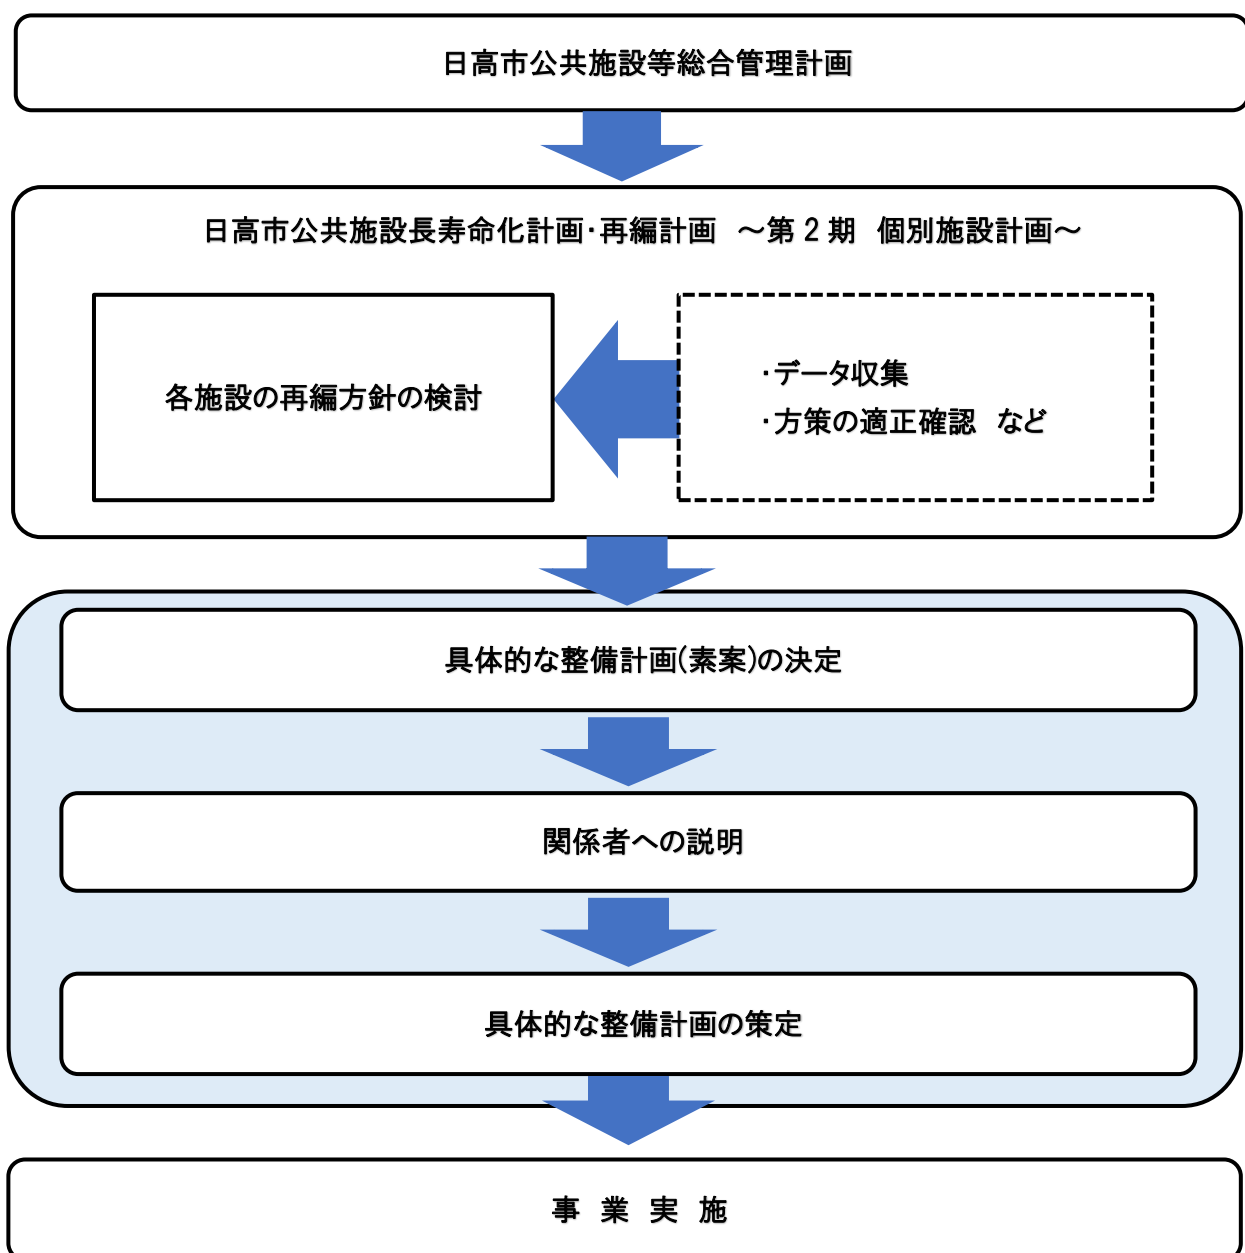 日高市公共施設等総合管理計画
日高市公共施設長寿命化計画・再編計画　～第２期　個別施設計画～
各施設の再編方針の検討
・データ収集
・方策の適正確認　など
具体的な整備計画(素案)の決定
関係者への説明
具体的な整備計画の策定
事　業　実　施